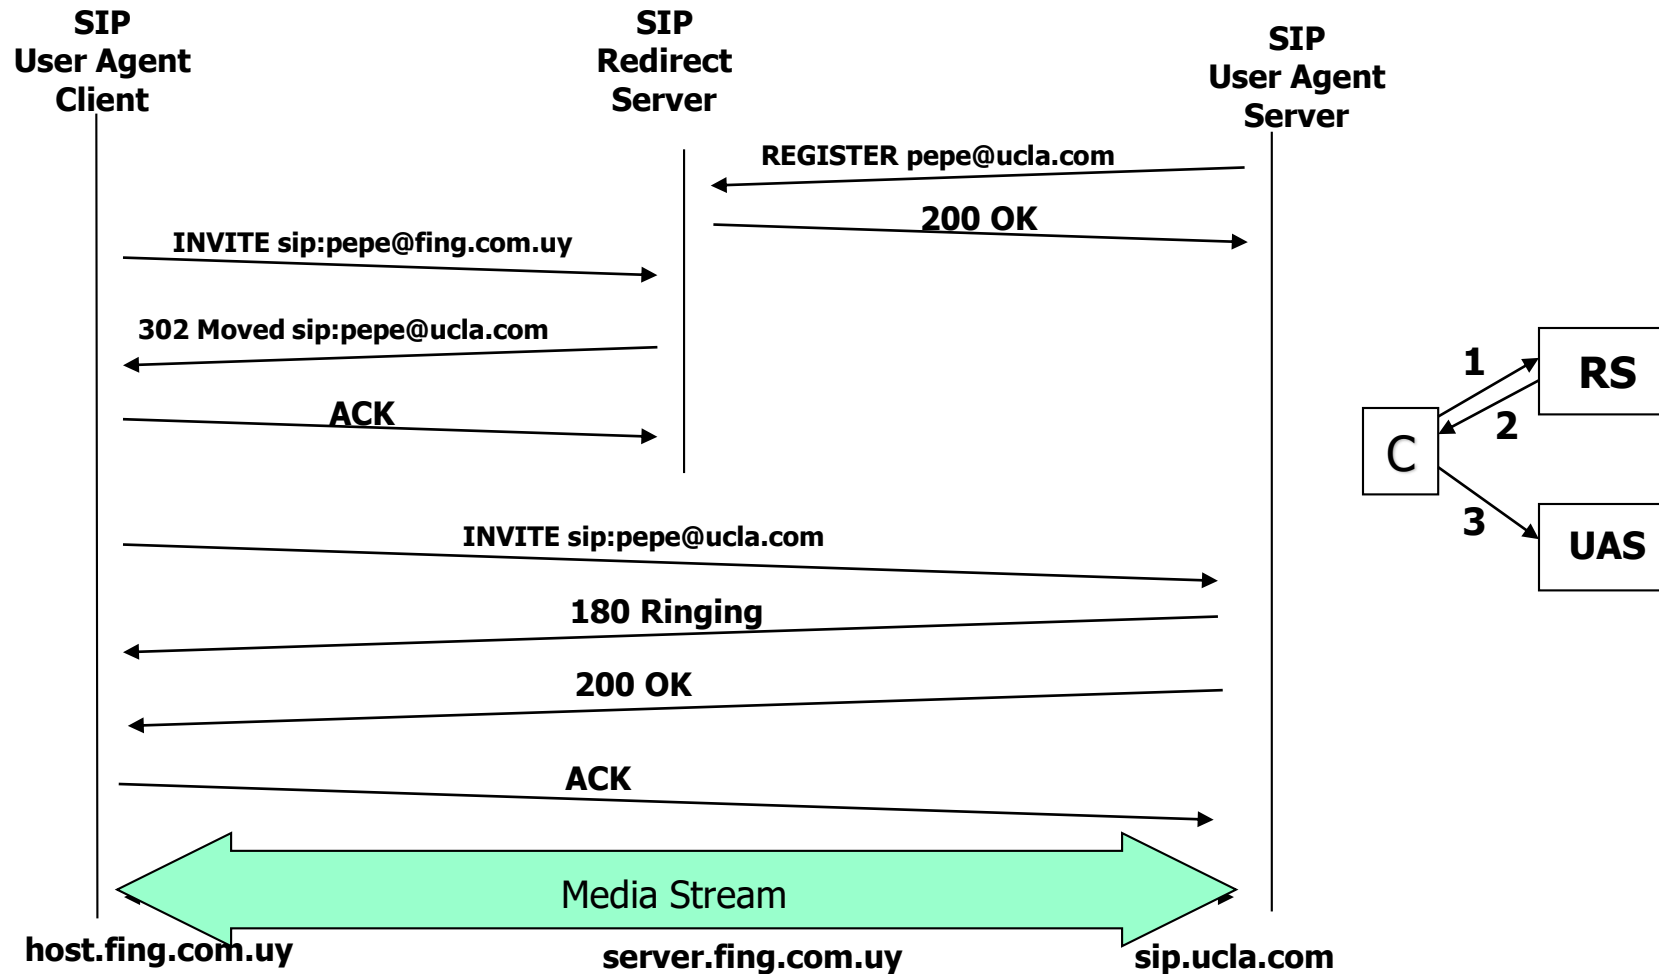 SIP
User Agent
Client
SIP
Redirect
Server
SIP
User Agent
Server
REGISTER pepe@ucla.com
200 OK
INVITE sip:pepe@fing.com.uy
302 Moved sip:pepe@ucla.com
ACK
1
RS
2
C
3
UAS
INVITE sip:pepe@ucla.com
180 Ringing
200 OK
ACK
Media Stream
host.fing.com.uy
server.fing.com.uy
sip.ucla.com